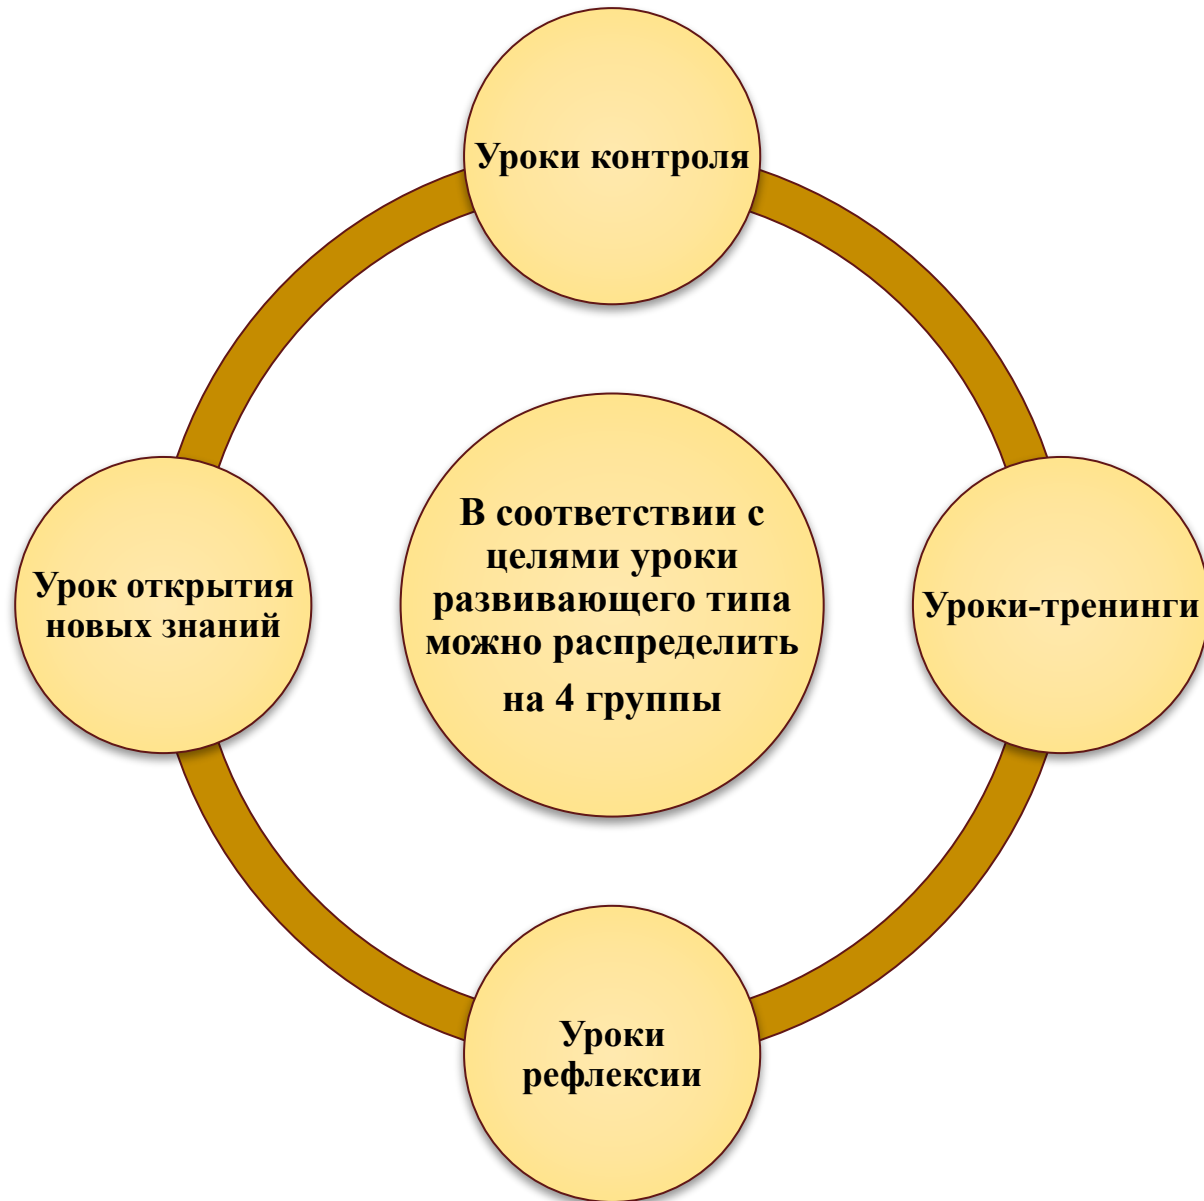 Уроки контроля
В соответствии с
целями уроки
развивающего типа
можно распределить
на 4 группы
Урок открытия
новых знаний
Уроки-тренинги
Уроки
рефлексии